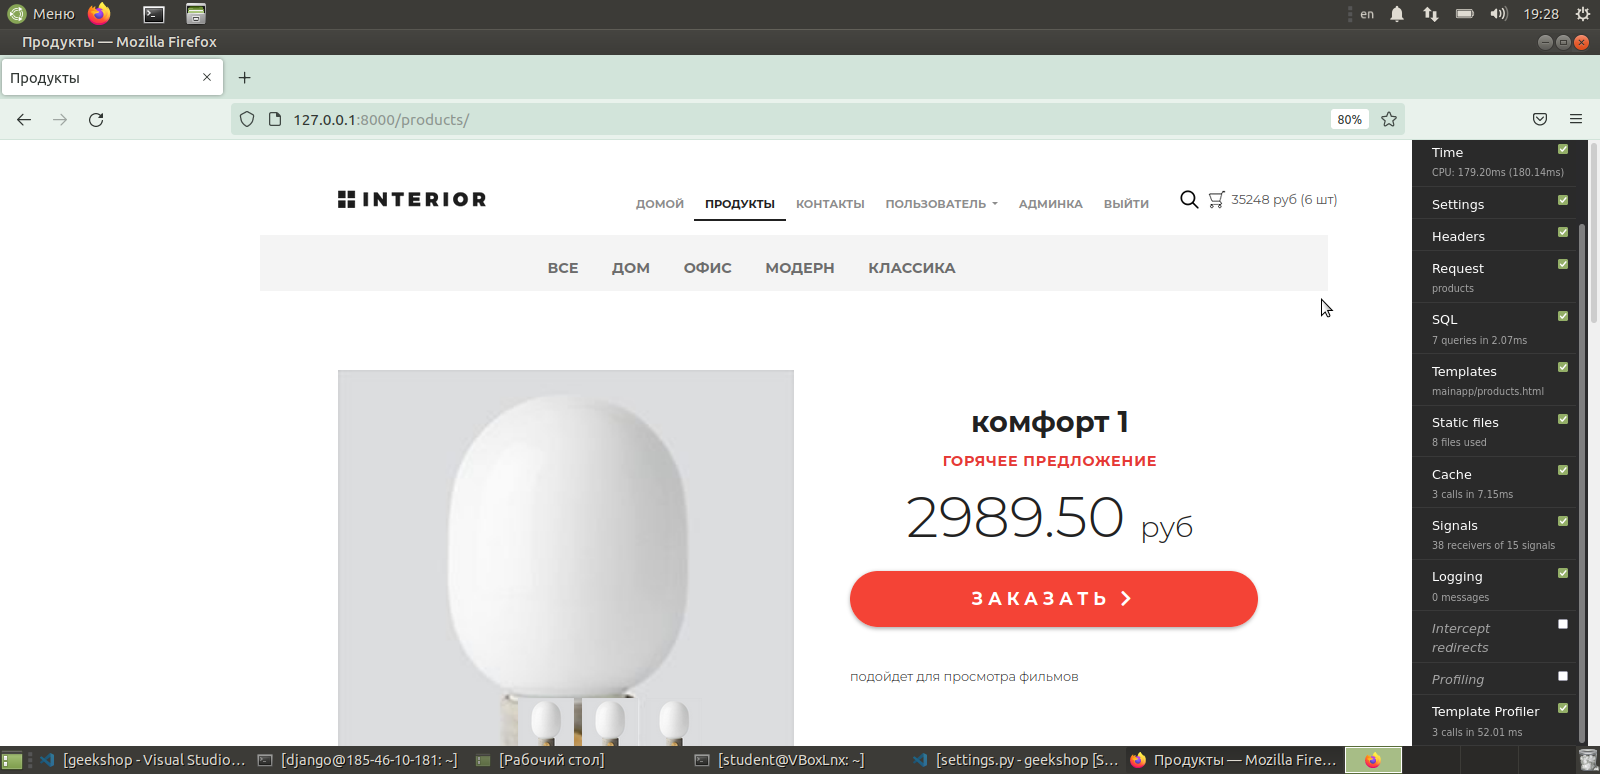 Меню
en
19:28
Продукты — Mozilla Firefox
Продукты
127.0.0.1:8000/products/
80%
INTERIOR
ДОМОЙ
ПРОДУКТЫ
КОНТАКТЫ
ПОЛЬЗОВАТЕЛЬ
АДМИНКА
ВЫЙТИ
35248 руб (6 шт)
ВСЕ
ДОМ
ОФИС
МОДЕРН
КЛАССИКА
комфорт 1
ГОРЯЧЕЕ ПРЕДЛОЖЕНИЕ
2989.50 руб
ЗАКАЗАТЬ
подойдет для просмотра фильмов
Time
CPU: 179.20ms (180.14ms)
Settings
Headers
Request
products
SQL
7 queries in 2.07ms
Templates
mainapp/products.html
Static files
8 files used
Cache
3 calls in 7.15ms
Signals
38 receivers of 15 signals
Logging
0 messages
Intercept
redirects
Profiling
Template Profiler
3 calls in 52.01 ms
[geekshop - Visual Studio...
[django@185-46-10-181: ~]
[Рабочий стол]
[student@VBoxLnx: ~]
[settings.py - geekshop [S...
Продукты — Mozilla Fire...